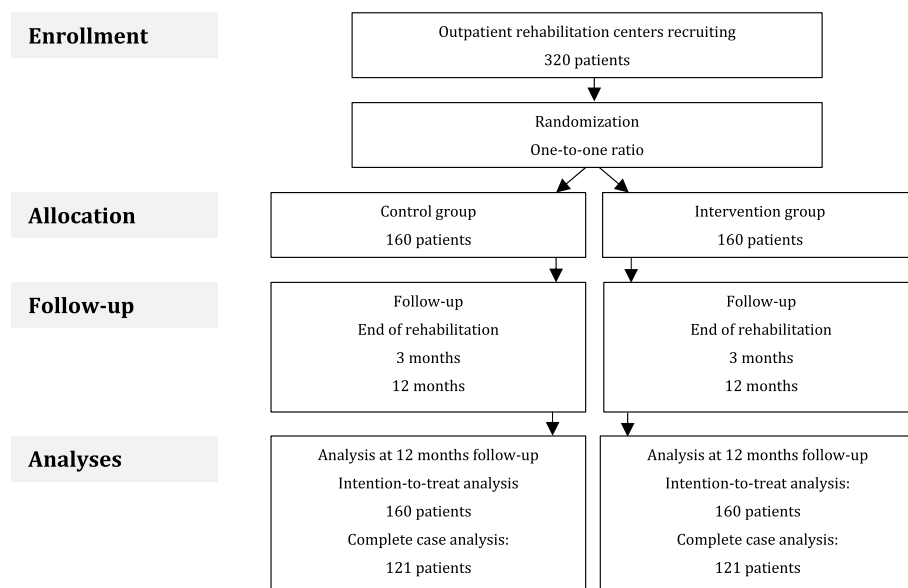 Enrollment
Outpatient rehabilitation centers recruiting
320 patients
Randomization
One-to-one ratio
Allocation
Control group
160 patients
Intervention group
160 patients
Follow-up
Follow-up
End of rehabilitation
3 months
12 months
Follow-up
End of rehabilitation
3 months
12 months
Analyses
Analysis at 12 months follow-up
Intention-to-treat analysis
160 patients
Complete case analysis:
121 patients
Analysis at 12 months follow-up
Intention-to-treat analysis:
160 patients
Complete case analysis:
121 patients